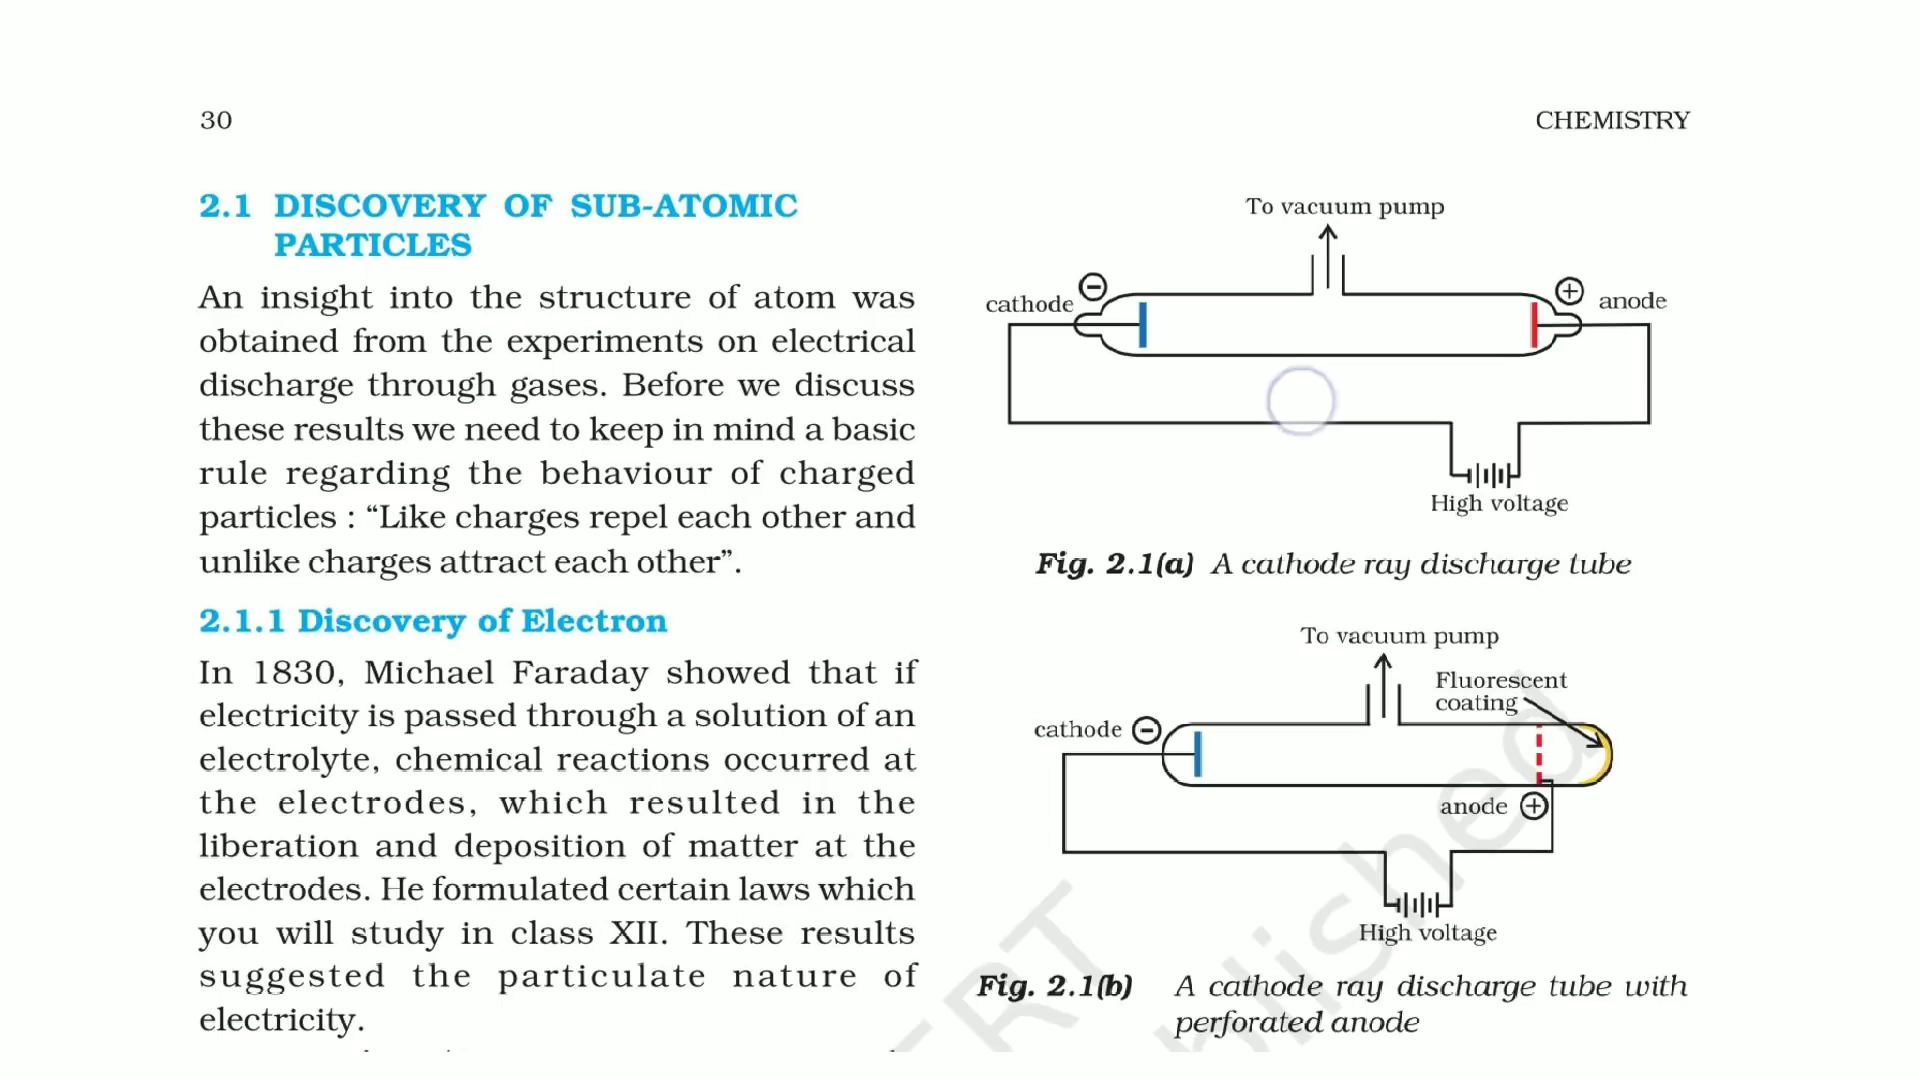 30
CHEMISTRY
2.1 DISCOVERY OF SUB-ATOMIC
PARTICLES
An insight into the structure of atom was
obtained from the experiments on electrical
discharge through gases. Before we discuss
these results we need to keep in mind a basic
rule regarding the behaviour of charged
particles : “Like charges repel each other and
unlike charges attract each other”.
2.1.1 Discovery of Electron
In 1830, Michael Faraday showed that if
electricity is passed through a solution of an
electrolyte, chemical reactions occurred at
the electrodes, which resulted in the
liberation and deposition of matter at the
electrodes. He formulated certain laws which
you will study in class XII. These results
suggested the particulate nature of
electricity.
To vacuum pump
cathode
−
+
anode
High voltage
Fig. 2.1(a) A cathode ray discharge tube
To vacuum pump
Fluorescent
coating
cathode −
anode +
High voltage
Fig. 2.1(b) A cathode ray discharge tube with
perforated anode